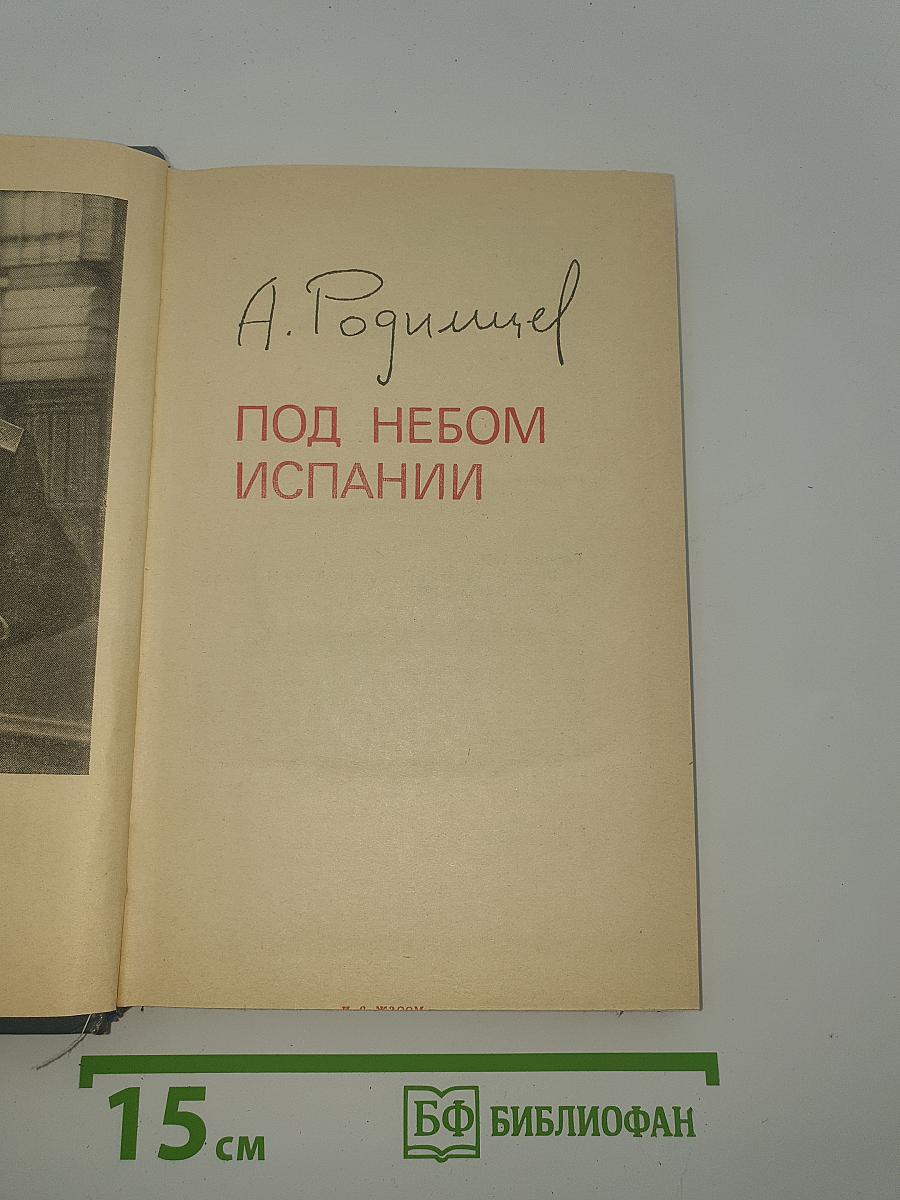 А. Родимцев
ПОД НЕБОМ
ИСПАНИИ
15 см
БФ БИБЛИОФАН